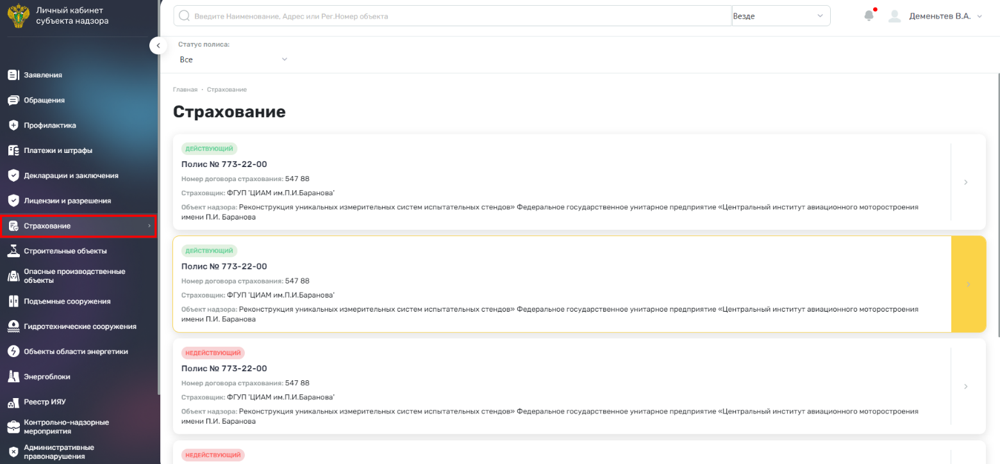 Личный кабинет
субъекта надзора
Заявления
Обращения
Профилактика
Платежи и штрафы
Декларации и заключения
Лицензии и разрешения
Страхование
Строительные объекты
Опасные производственные
объекты
Подъемные сооружения
Гидротехнические сооружения
Объекты области энергетики
Энергоблоки
Реестр ИЯУ
Контрольно-надзорные
мероприятия
Административные
правонарушения
Введите Наименование, Адрес или Рег.Номер объекта
Везде
Деменьтев В.А.
Статус полиса:
Все
Главная · Страхование
Страхование
ДЕЙСТВУЮЩИЙ
Полис № 773-22-00
Номер договора страхования: 547 88
Страховщик: ФГУП 'ЦИАМ им.П.И.Баранова'
Объект надзора: Реконструкция уникальных измерительных систем испытательных стендов» Федеральное государственное унитарное предприятие «Центральный институт авиационного моторостроения
имени П.И. Баранова
ДЕЙСТВУЮЩИЙ
Полис № 773-22-00
Номер договора страхования: 547 88
Страховщик: ФГУП 'ЦИАМ им.П.И.Баранова'
Объект надзора: Реконструкция уникальных измерительных систем испытательных стендов» Федеральное государственное унитарное предприятие «Центральный институт авиационного моторостроения
имени П.И. Баранова
НЕДЕЙСТВУЮЩИЙ
Полис № 773-22-00
Номер договора страхования: 547 88
Страховщик: ФГУП 'ЦИАМ им.П.И.Баранова'
Объект надзора: Реконструкция уникальных измерительных систем испытательных стендов» Федеральное государственное унитарное предприятие «Центральный институт авиационного моторостроения
имени П.И. Баранова
НЕДЕЙСТВУЮЩИЙ